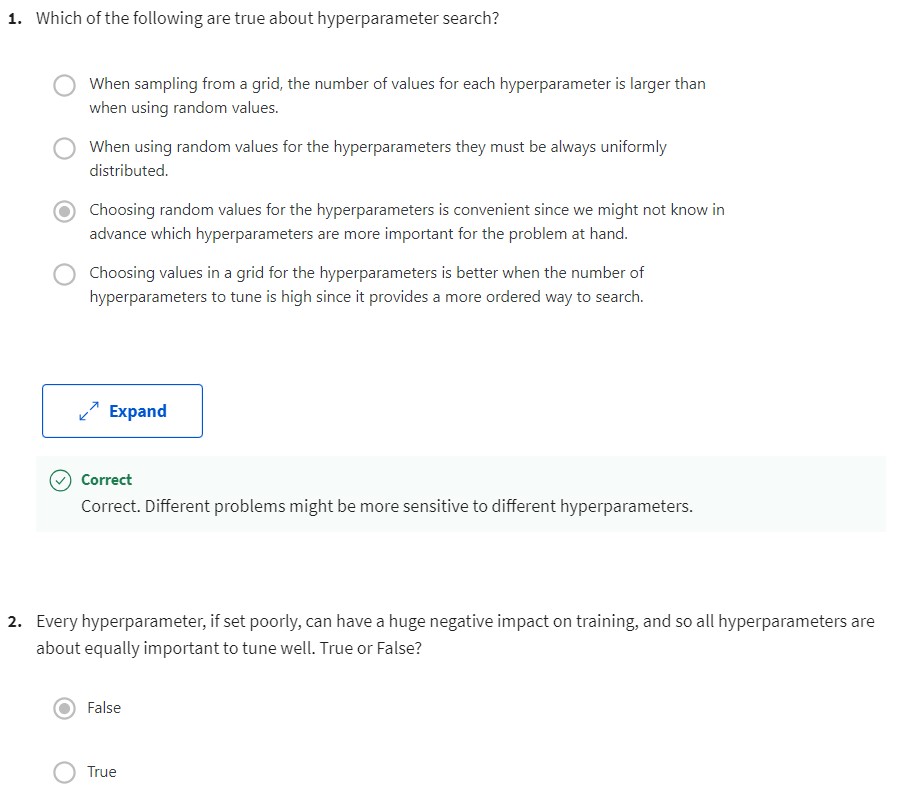 1. Which of the following are true about hyperparameter search?
When sampling from a grid, the number of values for each hyperparameter is larger than
when using random values.
When using random values for the hyperparameters they must be always uniformly
distributed.
Choosing random values for the hyperparameters is convenient since we might not know in
advance which hyperparameters are more important for the problem at hand.
Choosing values in a grid for the hyperparameters is better when the number of
hyperparameters to tune is high since it provides a more ordered way to search.
Expand
Correct
Correct. Different problems might be more sensitive to different hyperparameters.
2. Every hyperparameter, if set poorly, can have a huge negative impact on training, and so all hyperparameters are
about equally important to tune well. True or False?
False
True